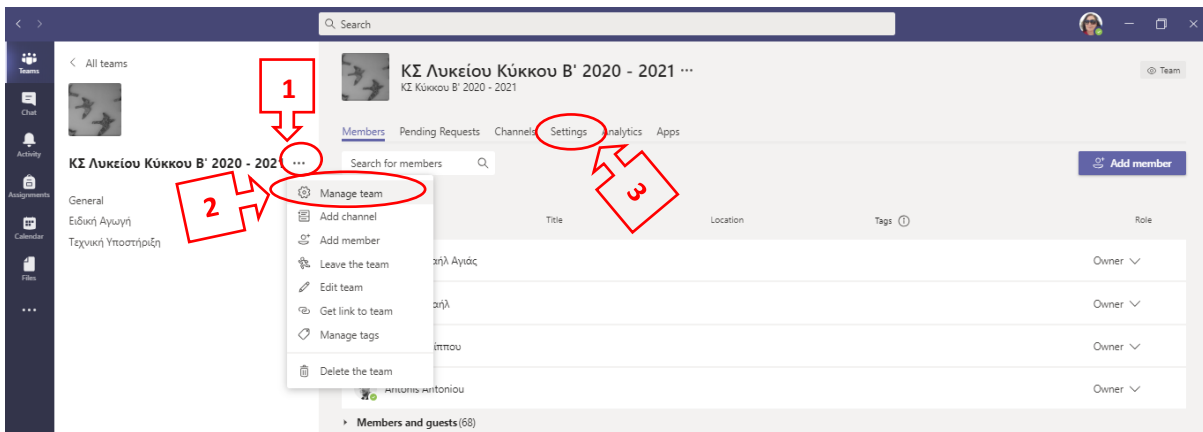 Search
Teams
Chat
Activity
Assignments
Calendar
Files
All teams
ΚΣ Λυκείου Κύκκου Β' 2020 - 202
General
Ειδική Αγωγή
Τεχνική Υποστήριξη
1
2
3
Manage team
Add channel
Add member
Leave the team
Edit team
Get link to team
Manage tags
Delete the team
ΚΣ Λυκείου Κύκκου Β' 2020 - 2021
ΚΣ Κύκκου Β' 2020 - 2021
Team
Members Pending Requests Channels Settings Analytics Apps
Search for members
Add member
Title Location Tags Role
Αγιάς Owner
Owner
Owner
Antonis Antoniou Owner
Members and guests (68)